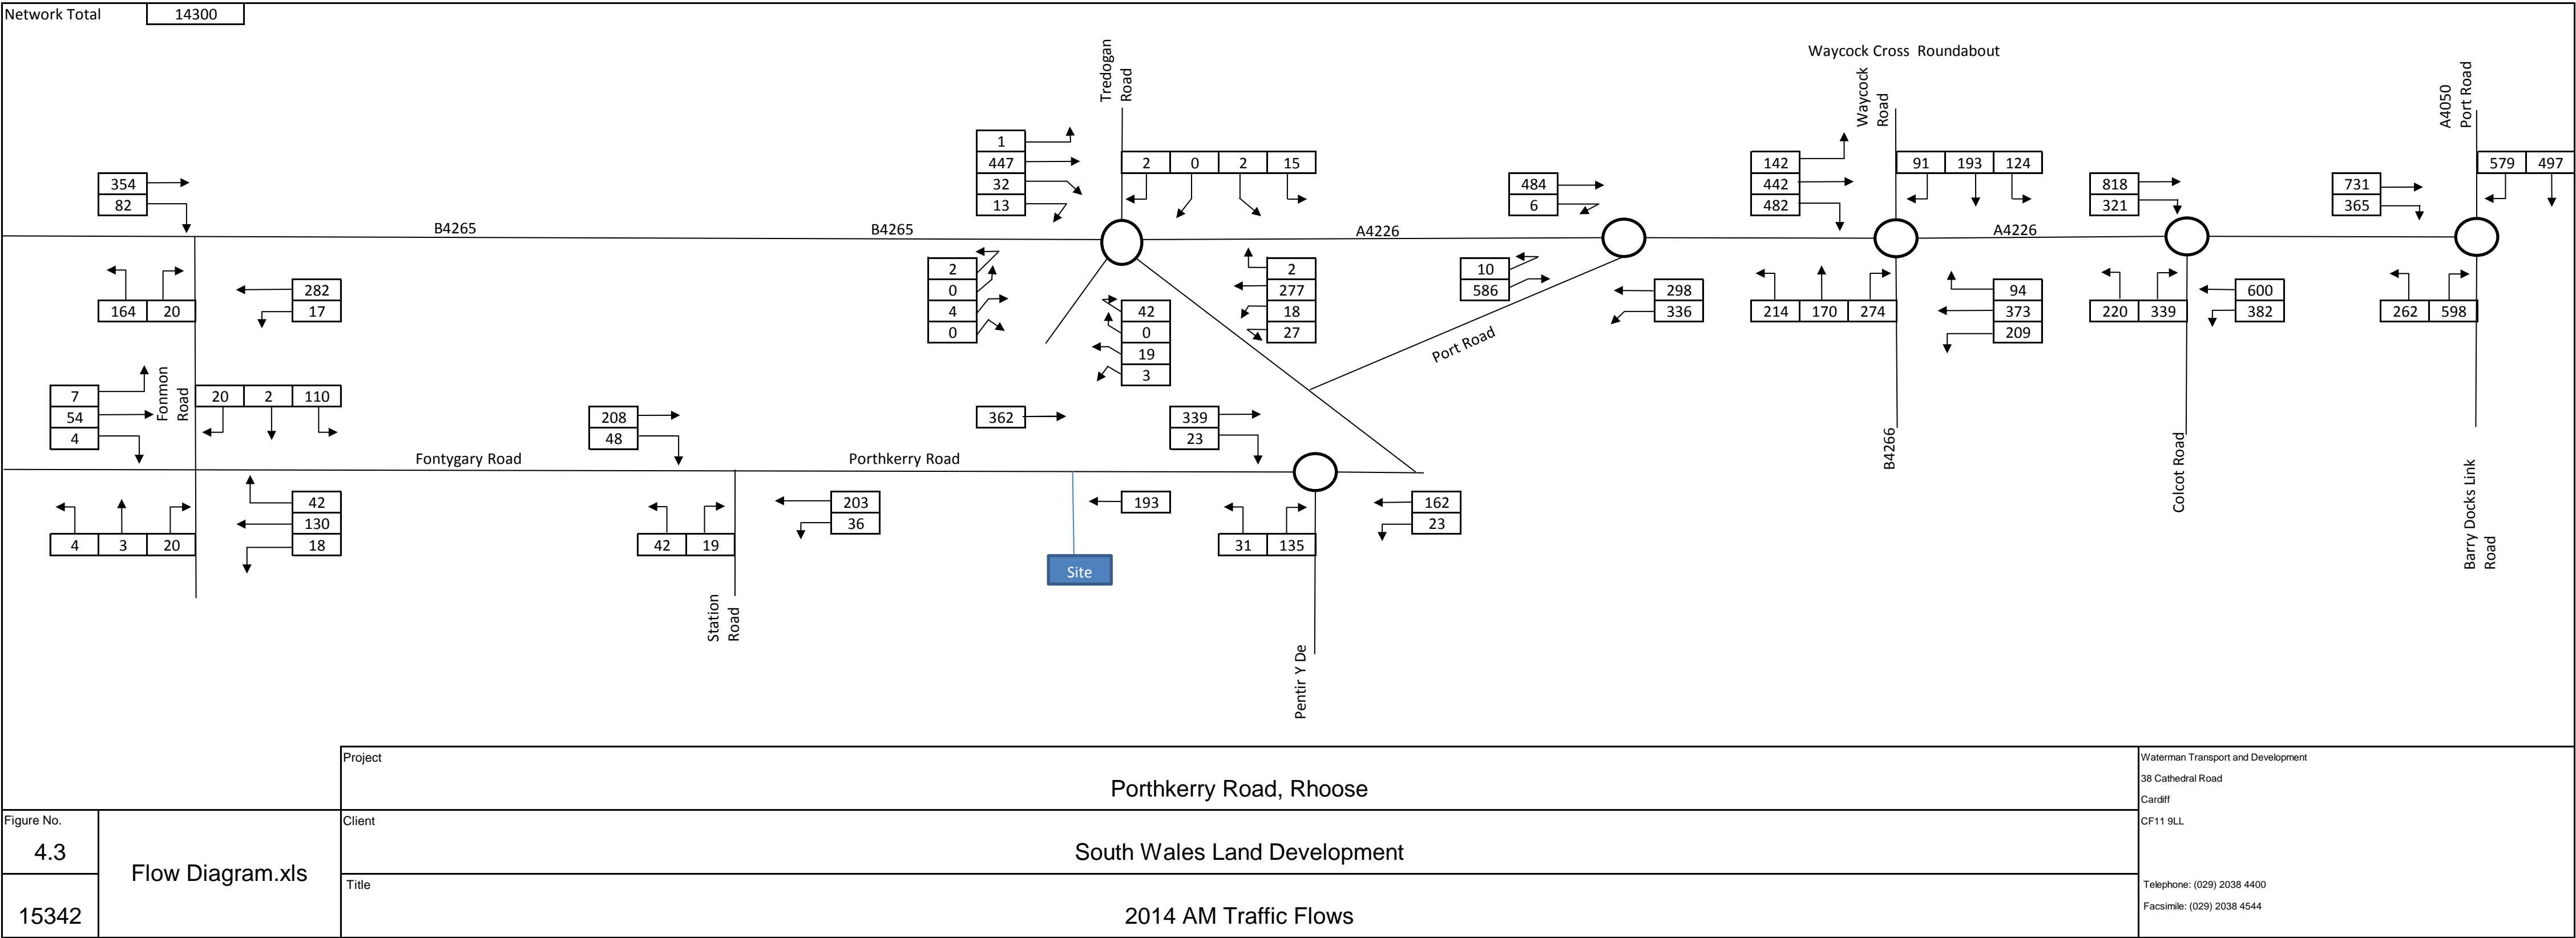 Network Total 14300
Waycock Cross Roundabout
Tredogan
Road
Waycock
Road
A4050
Port Road
1
447
32
13
2 0 2 15
354
82
484
6
142
442
482
91 193 124
818
321
731
365
579 497
B4265
B4265
A4226
A4226
164 20
282
17
2
0
4
0
42
0
19
3
2
277
18
27
10
586
298
336
Port Road
214 170 274
94
373
209
220 339
600
382
262 598
7
54
4
Fonmon
Road
20 2 110
208
48
362
339
23
B4266
Colcot Road
Barry Docks Link
Road
Fontygary Road
Porthkerry Road
4 3 20
42
130
18
42 19
203
36
193
31 135
162
23
Site
Station
Road
Pentir Y De
Project
Porthkerry Road, Rhoose
Waterman Transport and Development
38 Cathedral Road
Cardiff
CF11 9LL
Figure No.
4.3
Flow Diagram.xls
Client
South Wales Land Development
15342
Title
2014 AM Traffic Flows
Telephone: (029) 2038 4400
Facsimile: (029) 2038 4544